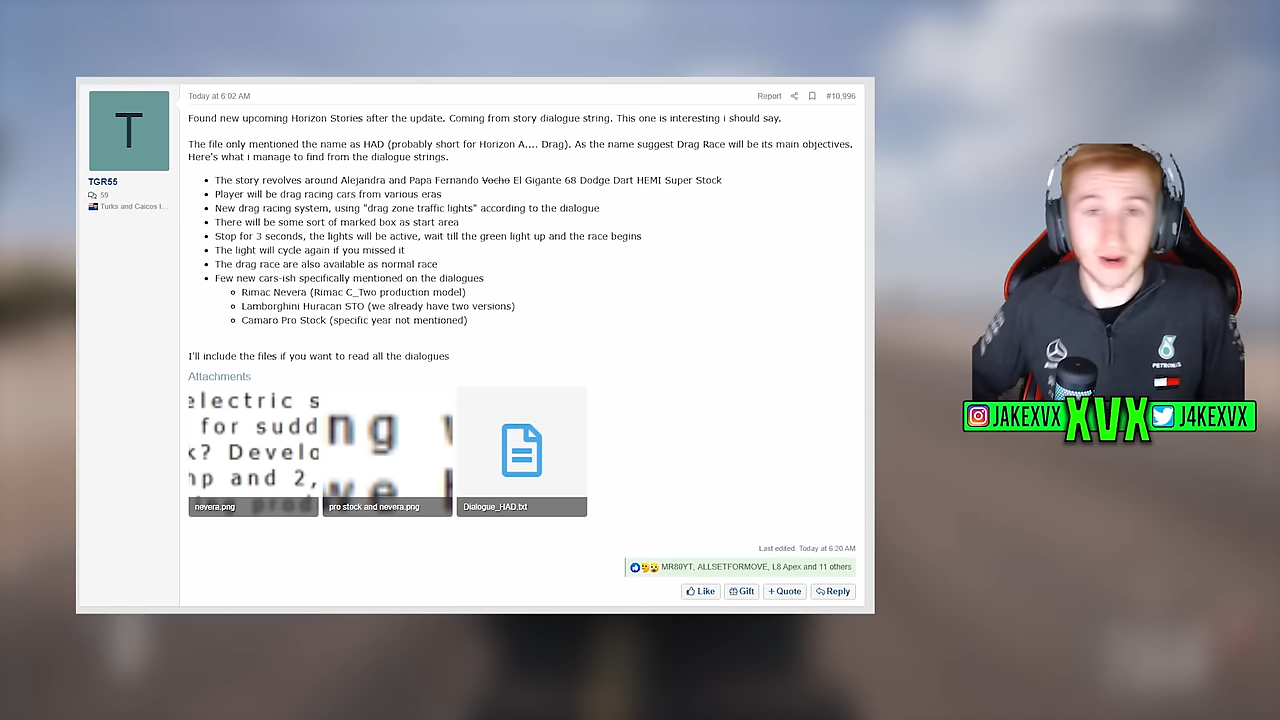 T
TGR55
59
Turks and Caicos I...
Today at 6:02 AM
Report
#10,996
Found new upcoming Horizon Stories after the update. Coming from story dialogue string. This one is interesting i should say.
The file only mentioned the name as HAD (probably short for Horizon A.... Drag). As the name suggest Drag Race will be its main objectives.
Here's what i manage to find from the dialogue strings.
The story revolves around Alejandra and Papa Fernando Vocho El Gigante 68 Dodge Dart HEMI Super Stock
Player will be drag racing cars from various eras
New drag racing system, using "drag zone traffic lights" according to the dialogue
There will be some sort of marked box as start area
Stop for 3 seconds, the lights will be active, wait till the green light up and the race begins
The light will cycle again if you missed it
The drag race are also available as normal race
Few new cars-ish specifically mentioned on the dialogues
Rimac Nevera (Rimac C_Two production model)
Lamborghini Huracan STO (we already have two versions)
Camaro Pro Stock (specific year not mentioned)
I'll include the files if you want to read all the dialogues
Attachments
electric s
for sudd
k? Develo
np and 2,
prod
nevera.png
ng
ve
pro stock and nevera.png
Dialogue_HAD.txt
Last edited Today at 6:20 AM
MR80YT, ALLSETFORMOVE, L8 Apex and 11 others
Like
Gift
+ Quote
Reply
PETRONAS
JAKEXVX
XVX
J4KEXVX